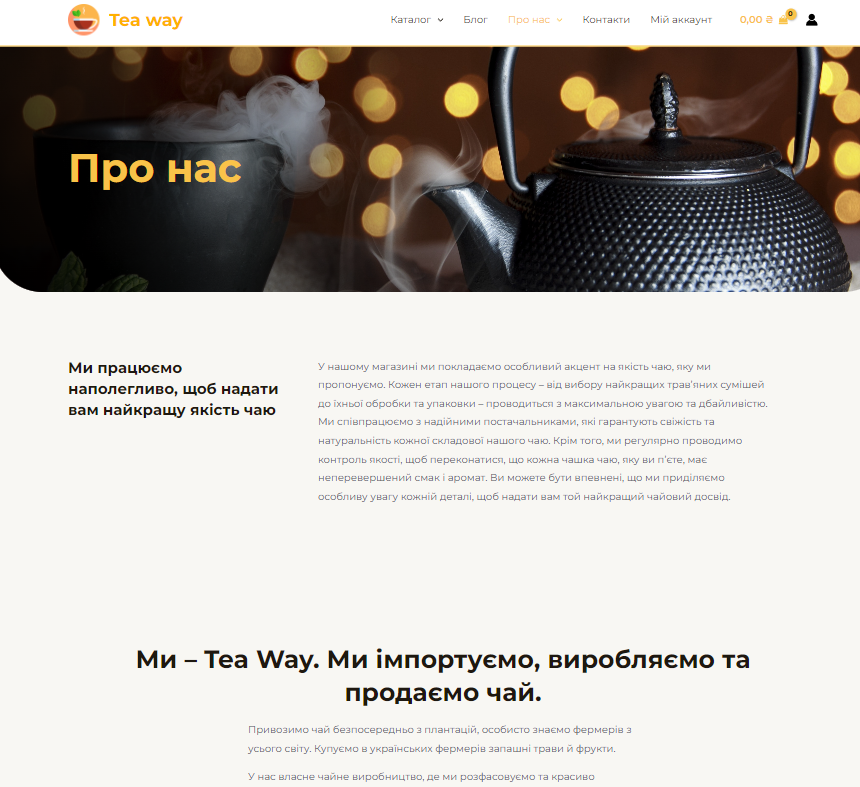 Tea way
Каталог
Блог
Про нас
Контакти
Мій аккаунт
0,00 ₴
0
Про нас
Ми працюємо
наполегливо, щоб надати
вам найкращу якість чаю
У нашому магазині ми покладаємо особливий акцент на якість чаю, яку ми
пропонуємо. Кожен етап нашого процесу – від вибору найкращих трав’яних сумішей
до їхньої обробки та упаковки – проводиться з максимальною увагою та дбайливістю.
Ми співпрацюємо з надійними постачальниками, які гарантують свіжість та
натуральність кожної складової нашого чаю. Крім того, ми регулярно проводимо
контроль якості, щоб переконатися, що кожна чашка чаю, яку ви п’єте, має
неперевершений смак і аромат. Ви можете бути впевнені, що ми приділяємо
особливу увагу кожній деталі, щоб надати вам той найкращий чайовий досвід.
Ми – Tea Way. Ми імпортуємо, виробляємо та
продаємо чай.
Привозимо чай безпосередньо з плантацій, особисто знаємо фермерів з
усього світу. Купуємо в українських фермерів запашні трави й фрукти.
У нас власне чайне виробництво, де ми розфасовуємо та красиво